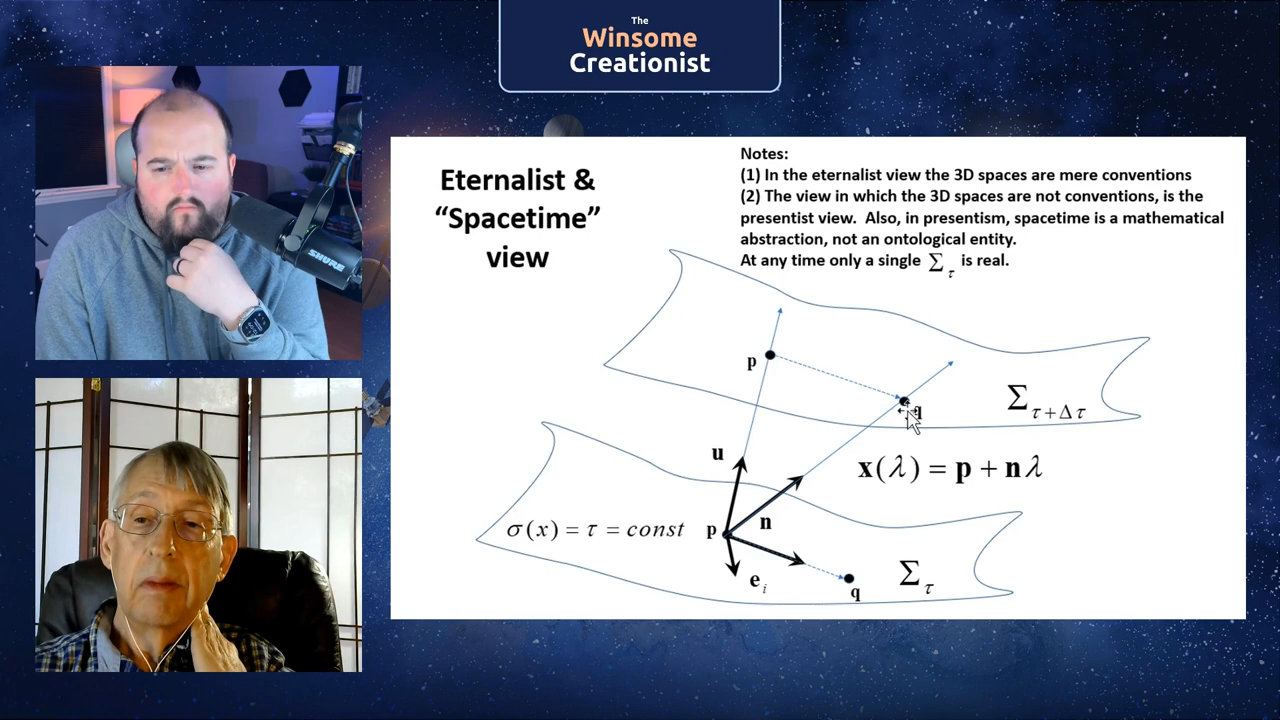 The
Winsome
Creationist
SHURE
Eternalist &
“Spacetime”
view
Notes:
(1) In the eternalist view the 3D spaces are mere conventions
(2) The view in which the 3D spaces are not conventions, is the
presentist view. Also, in presentism, spacetime is a mathematical
abstraction, not an ontological entity.
At any time only a single Σ_τ is real.
p
q
Σ_{τ+Δτ}
u
x(λ) = p + nλ
n
σ(x) = τ = const
p
e_i
Σ_τ
q